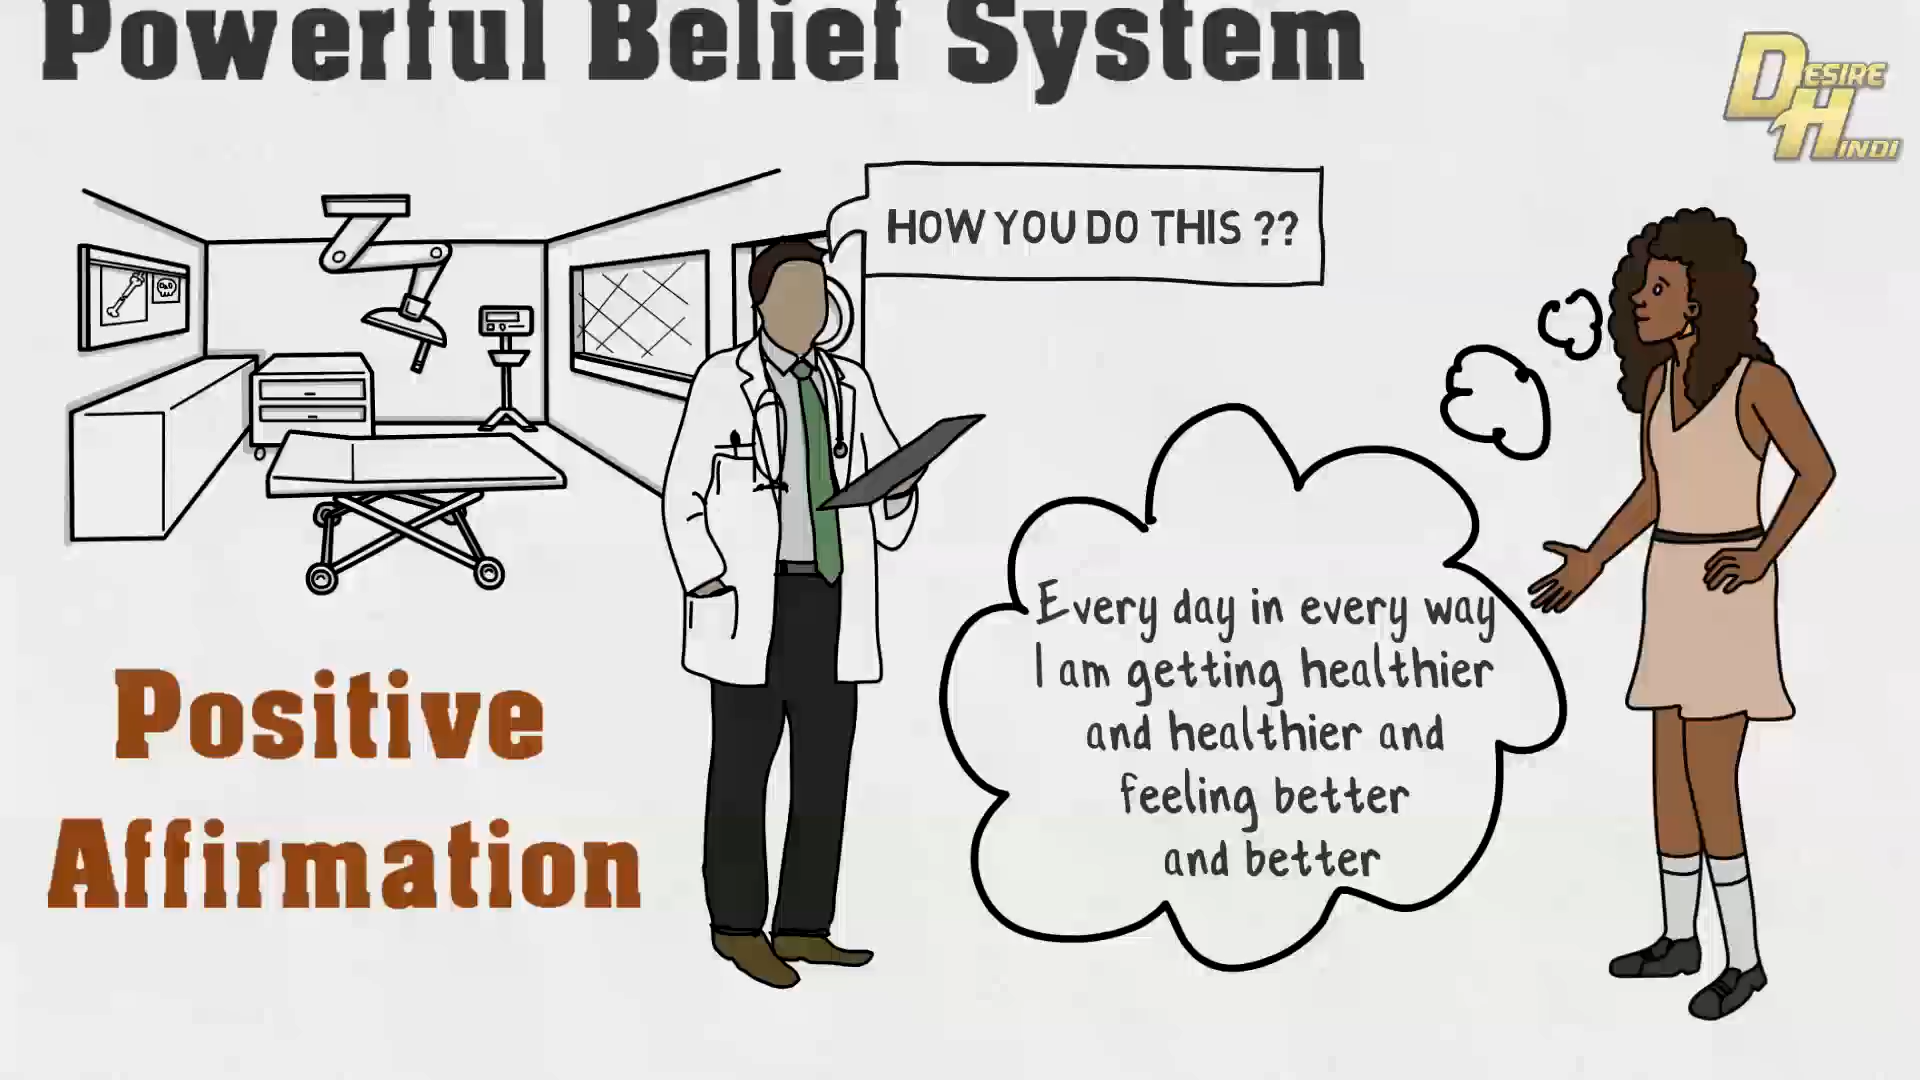 Powerful Belief System
DESIRE
HINDI
HOW YOU DO THIS ??
Every day in every way
I am getting healthier
and healthier and
feeling better
and better
Positive
Affirmation